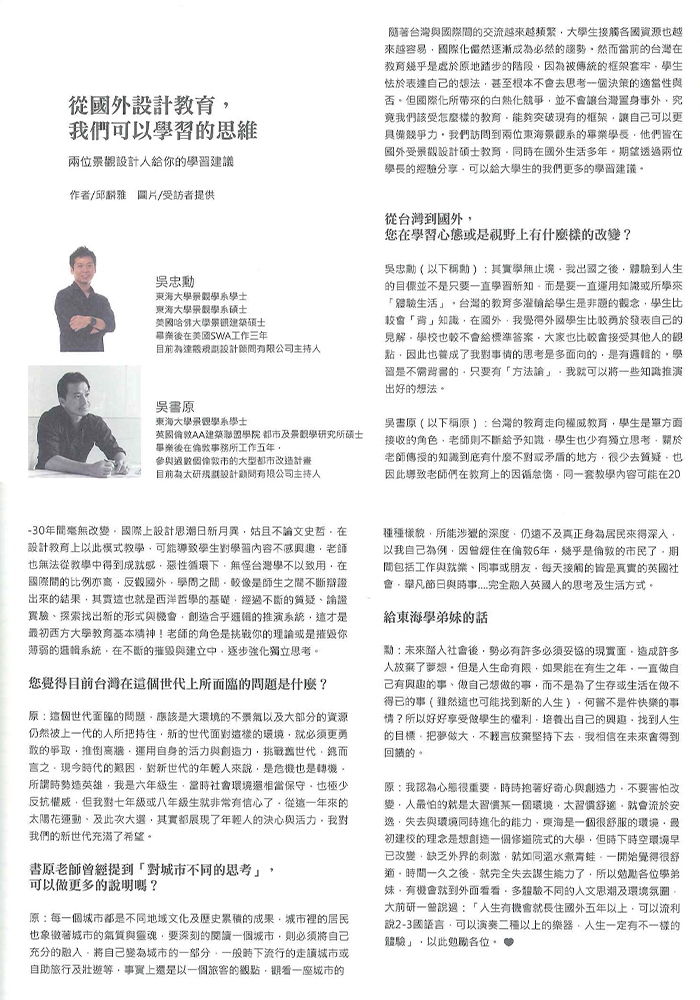 從國外設計教育，
我們可以學習的思維
兩位景觀設計人給你的學習建議
作者/邱麟雅　圖片/受訪者提供
吳忠勳
東海大學景觀學系學士
東海大學景觀學系碩士
美國哈佛大學景觀建築碩士
畢業後在美國SWA工作三年
目前為達觀規劃設計顧問有限公司主持人
吳書原
東海大學景觀學系學士
英國倫敦AA建築聯盟學院 都市及景觀學研究所碩士
畢業後在倫敦事務所工作五年，
參與過數個倫敦市的大型都市改造計畫
目前為大研規劃設計顧問有限公司主持人
隨著台灣與國際間的交流越來越頻繁，大學生接觸各國資源也越
來越容易，國際化儼然逐漸成為必然的趨勢。然而當前的台灣在
教育幾乎是處於原地踏步的階段，因為被傳統的框架套牢，學生
怯於表達自己的想法，甚至根本不會去思考一個決策的適當性與
否。但國際化所帶來的白熱化競爭，並不會讓台灣置身事外，究
竟我們該受怎麼樣的教育，能夠突破現有的框架，讓自己可以更
具備競爭力。我們訪問到兩位東海景觀系的畢業學長，他們皆在
國外受景觀設計碩士教育，同時在國外生活多年。期望透過兩位
學長的經驗分享，可以給大學生的我們更多的學習建議。
從台灣到國外，
您在學習心態或是視野上有什麼樣的改變？
吳忠勳（以下稱勳）：其實學無止境，我出國之後，體驗到人生
的目標並不是只要一直學習新知，而是要一直運用知識或所學來
「體驗生活」。台灣的教育多灌輸給學生是非題的觀念，學生比
較會「背」知識，在國外，我覺得外國學生比較勇於發表自己的
見解，學校也較不會給標準答案，大家也比較會接受其他人的觀
點，因此也養成了我對事情的思考是多面向的，是有邏輯的。學
習是不需背書的，只要有「方法論」，我就可以將一些知識推演
出好的想法。
吳書原（以下稱原）：台灣的教育走向權威教育，學生是單方面
接收的角色，老師則不斷給予知識，學生也少有獨立思考，關於
老師傳授的知識到底有什麼不對或矛盾的地方，很少去質疑，也
因此導致老師們在教育上的因循怠惰，同一套教學內容可能在20
-30年間毫無改變，國際上設計思潮日新月異，姑且不論文史哲，在
設計教育上以此模式教學，可能導致學生對學習內容不感興趣，老師
也無法從教學中得到成就感，惡性循環下，無怪台灣學不以致用，在
國際間的比例亦高，反觀國外，學問之間，較像是師生之間不斷辯證
出來的結果，其實這也就是西洋哲學的基礎，經過不斷的質疑、論證
實驗、探索找出新的形式與機會，創造合乎邏輯的推演系統，這才是
最初西方大學教育基本精神！老師的角色是挑戰你的理論或是摧毀你
薄弱的邏輯系統，在不斷的摧毀與建立中，逐步強化獨立思考。
您覺得目前台灣在這個世代上所面臨的問題是什麼？
原：這個世代面臨的問題，應該是大環境的不景氣以及大部分的資源
仍然被上一代的人所把持住，新的世代面對這樣的環境，就必須更勇
敢的爭取，推倒高牆，運用自身的活力與創造力，挑戰舊世代，總而
言之，現今時代的艱困，對新世代的年輕人來說，是危機也是轉機，
所謂時勢造英雄，我是六年級生，當時社會環境還相當保守，也極少
反抗權威，但我對七年級或八年級生就非常有信心了，從這一年來的
太陽花運動、及此次大選，其實都展現了年輕人的決心與活力，我對
我們的新世代充滿了希望。
書原老師曾經提到「對城市不同的思考」，
可以做更多的說明嗎？
原：每一個城市都是不同地域文化及歷史累積的成果，城市裡的居民
也象徵著城市的氣質與靈魂，要深刻的閱讀一個城市，則必須將自己
充分的融入，將自己變為城市的一部分，一般時下流行的走讀城市或
自助旅行及壯遊等，事實上還是以一個旅客的觀點，觀看一座城市的
種種樣貌，所能涉獵的深度，仍遠不及真正身為居民來得深入，
以我自己為例，因曾經住在倫敦6年，幾乎是倫敦的市民了，期
間包括工作與就業、同事或朋友，每天接觸的皆是真實的英國社
會，舉凡節日與時事....完全融入英國人的思考及生活方式。
給東海學弟妹的話
勳：未來踏入社會後，勢必有許多必須妥協的現實面，造成許多
人放棄了夢想。但是人生命有限，如果能在有生之年，一直做自
己有興趣的事、做自己想做的事，而不是為了生存或生活在做不
得已的事（雖然這也可能找到新的人生），何嘗不是件快樂的事
情？所以好好享受做學生的權利，培養出自己的興趣，找到人生
的目標，把夢做大，不輕言放棄堅持下去，我相信在未來會得到
回饋的。
原：我認為心態很重要，時時抱著好奇心與創造力，不要害怕改
變，人最怕的就是太習慣某一個環境，太習慣舒適，就會流於安
逸，失去與環境同時進化的能力，東海是一個很舒服的環境，最
初建校的理念是想創造一個修道院式的大學，但時下時空環境早
已改變，缺乏外界的刺激，就如同溫水煮青蛙，一開始覺得很舒
適，時間一久之後，就完全失去謀生能力了，所以勉勵各位學弟
妹，有機會就到外面看看，多體驗不同的人文思潮及環境氛圍，
大前研一曾說過：「人生有機會就長住國外五年以上，可以流利
說2-3國語言，可以演奏二種以上的樂器，人生一定有不一樣的
體驗」，以此勉勵各位。